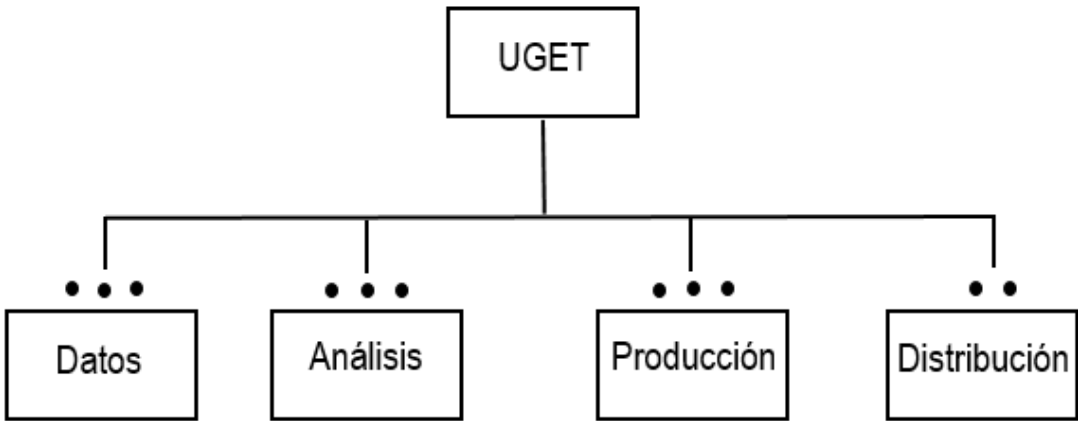 UGET
Datos
Análisis
Producción
Distribución